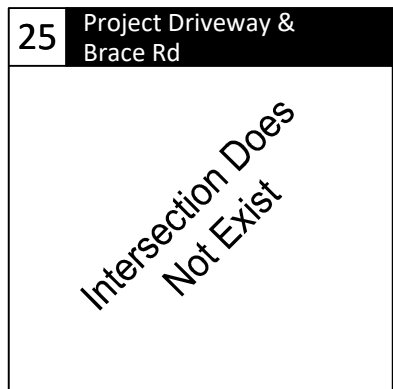 25
Project Driveway &
Brace Rd
Intersection Does
Not Exist